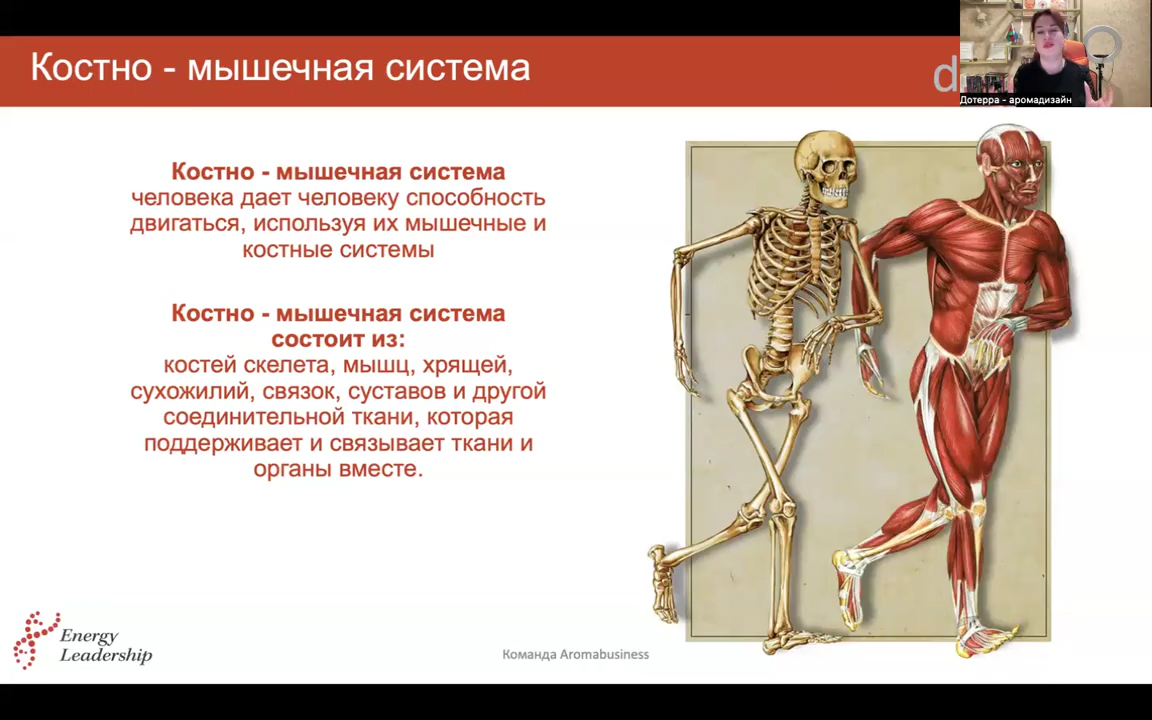 Костно - мышечная система
Дотерра - аромадизайн
Костно - мышечная система
человека дает человеку способность
двигаться, используя их мышечные и
костные системы
Костно - мышечная система
состоит из:
костей скелета, мышц, хрящей,
сухожилий, связок, суставов и другой
соединительной ткани, которая
поддерживает и связывает ткани и
органы вместе.
Energy
Leadership
Команда Aromabusiness